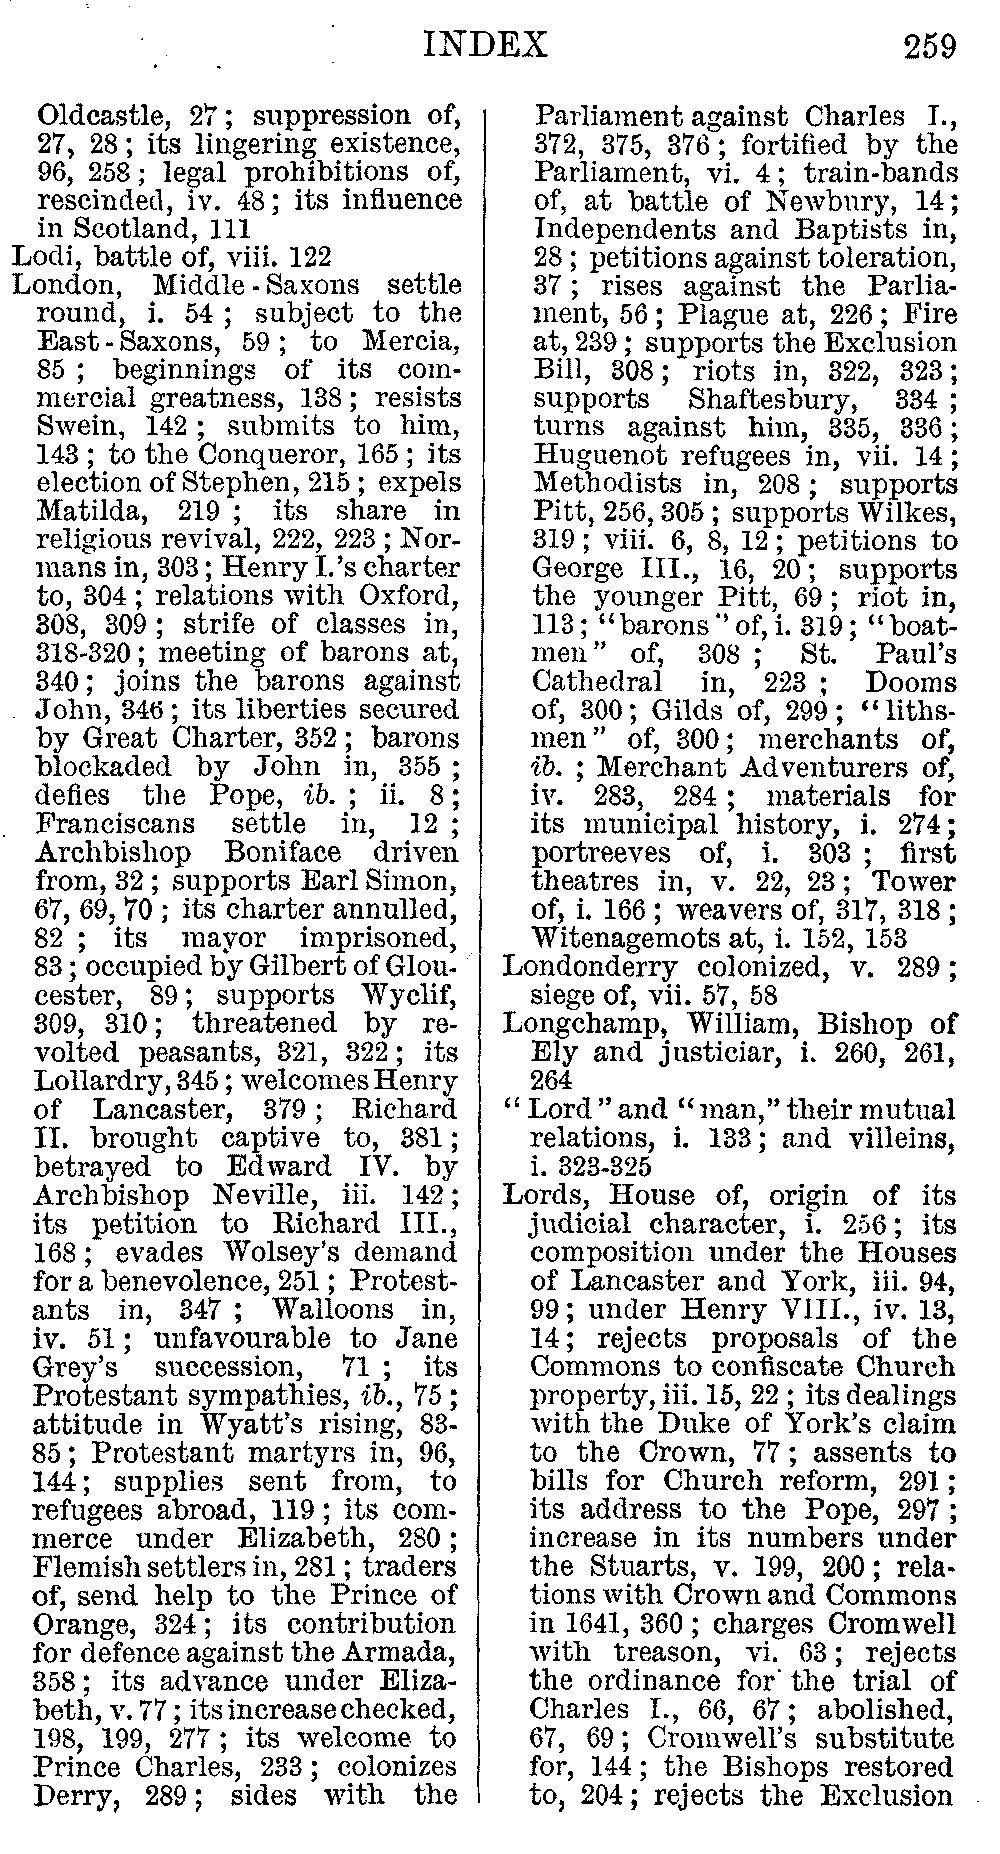 INDEX 259
Oldcastle, 27; suppression of,
27, 28; its lingering existence,
96, 258; legal prohibitions of,
rescinded, iv. 48; its influence
in Scotland, 111
Lodi, battle of, viii. 122
London, Middle-Saxons settle
round, i. 54; subject to the
East-Saxons, 59; to Mercia,
85; beginnings of its com-
mercial greatness, 138; resists
Swein, 142; submits to him,
143; to the Conqueror, 165; its
election of Stephen, 215; expels
Matilda, 219; its share in
religious revival, 222, 223; Nor-
mans in, 303; Henry I.'s charter
to, 304; relations with Oxford,
308, 309; strife of classes in,
318-320; meeting of barons at,
340; joins the barons against
John, 346; its liberties secured
by Great Charter, 352; barons
blockaded by John in, 355;
defies the Pope, ib.; ii. 8;
Franciscans settle in, 12;
Archbishop Boniface driven
from, 32; supports Earl Simon,
67, 69, 70; its charter annulled,
82; its mayor imprisoned,
83; occupied by Gilbert of Glou-
cester, 89; supports Wyclif,
309, 310; threatened by re-
volted peasants, 321, 322; its
Lollardry, 345; welcomes Henry
of Lancaster, 379; Richard
II. brought captive to, 381;
betrayed to Edward IV. by
Archbishop Neville, iii. 142;
its petition to Richard III.,
168; evades Wolsey's demand
for a benevolence, 251; Protest-
ants in, 347; Walloons in,
iv. 51; unfavourable to Jane
Grey's succession, 71; its
Protestant sympathies, ib., 75;
attitude in Wyatt's rising, 83-
85; Protestant martyrs in, 96,
144; supplies sent from, to
refugees abroad, 119; its com-
merce under Elizabeth, 280;
Flemish settlers in, 281; traders
of, send help to the Prince of
Orange, 324; its contribution
for defence against the Armada,
358; its advance under Eliza-
beth, v. 77; its increase checked,
198, 199, 277; its welcome to
Prince Charles, 233; colonizes
Derry, 289; sides with the
Parliament against Charles I.,
372, 375, 376; fortified by the
Parliament, vi. 4; train-bands
of, at battle of Newbury, 14;
Independents and Baptists in,
28; petitions against toleration,
37; rises against the Parlia-
ment, 56; Plague at, 226; Fire
at, 239; supports the Exclusion
Bill, 308; riots in, 322, 323;
supports Shaftesbury, 334;
turns against him, 335, 336;
Huguenot refugees in, vii. 14;
Methodists in, 208; supports
Pitt, 256, 305; supports Wilkes,
319; viii. 6, 8, 12; petitions to
George III., 16, 20; supports
the younger Pitt, 69; riot in,
113; "barons" of, i. 319; "boat-
men" of, 308; St. Paul's
Cathedral in, 223; Dooms
of, 300; Gilds of, 299; "liths-
men" of, 300; merchants of,
ib.; Merchant Adventurers of,
iv. 283, 284; materials for
its municipal history, i. 274;
portreeves of, i. 303; first
theatres in, v. 22, 23; Tower
of, i. 166; weavers of, 317, 318;
Witenagemots at, i. 152, 153
Londonderry colonized, v. 289;
siege of, vii. 57, 58
Longchamp, William, Bishop of
Ely and justiciar, i. 260, 261,
264
"Lord" and "man," their mutual
relations, i. 133; and villeins,
i. 323-325
Lords, House of, origin of its
judicial character, i. 256; its
composition under the Houses
of Lancaster and York, iii. 94,
99; under Henry VIII., iv. 13,
14; rejects proposals of the
Commons to confiscate Church
property, iii. 15, 22; its dealings
with the Duke of York's claim
to the Crown, 77; assents to
bills for Church reform, 291;
its address to the Pope, 297;
increase in its numbers under
the Stuarts, v. 199, 200; rela-
tions with Crown and Commons
in 1641, 360; charges Cromwell
with treason, vi. 63; rejects
the ordinance for the trial of
Charles I., 66, 67; abolished,
67, 69; Cromwell's substitute
for, 144; the Bishops restored
to, 204; rejects the Exclusion